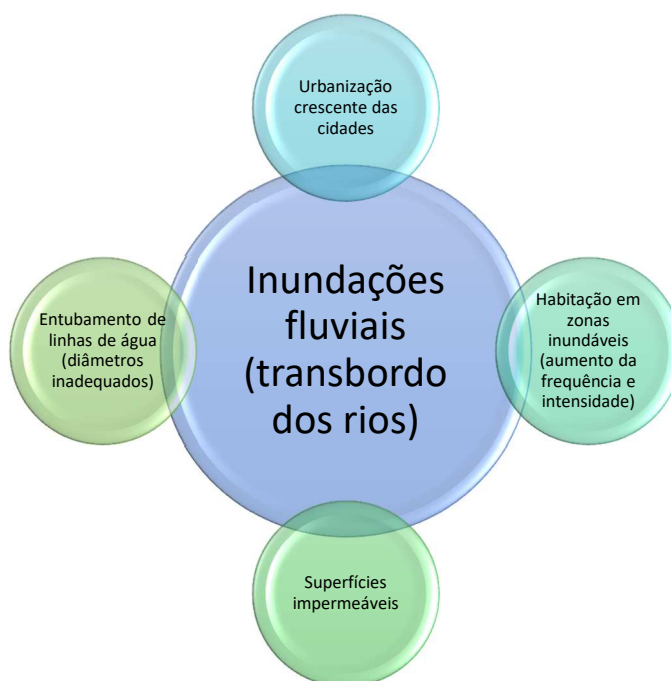 Urbanização
crescente das
cidades
Inundações
fluviais
(transbordo
dos rios)
Entubamento de
linhas de água
(diâmetros
inadequados)
Habitação em
zonas
inundáveis
(aumento da
frequência e
intensidade)
Superfícies
impermeáveis